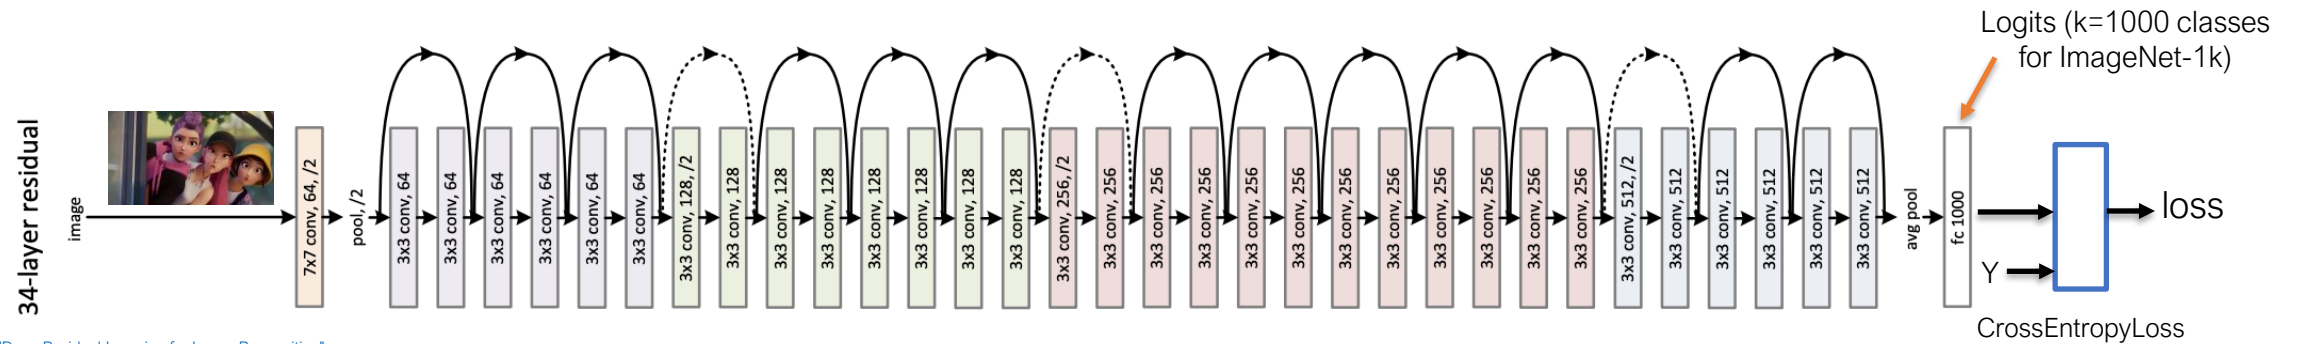 34-layer residual
image
7x7 conv, 64, /2
pool, /2
3x3 conv, 64
3x3 conv, 64
3x3 conv, 64
3x3 conv, 64
3x3 conv, 64
3x3 conv, 64
3x3 conv, 128, /2
3x3 conv, 128
3x3 conv, 128
3x3 conv, 128
3x3 conv, 128
3x3 conv, 128
3x3 conv, 128
3x3 conv, 128
3x3 conv, 256, /2
3x3 conv, 256
3x3 conv, 256
3x3 conv, 256
3x3 conv, 256
3x3 conv, 256
3x3 conv, 256
3x3 conv, 256
3x3 conv, 256
3x3 conv, 256
3x3 conv, 256
3x3 conv, 256
3x3 conv, 512, /2
3x3 conv, 512
3x3 conv, 512
3x3 conv, 512
3x3 conv, 512
3x3 conv, 512
avg pool
fc 1000
Logits (k=1000 classes
for ImageNet-1k)
loss
Y
CrossEntropyLoss